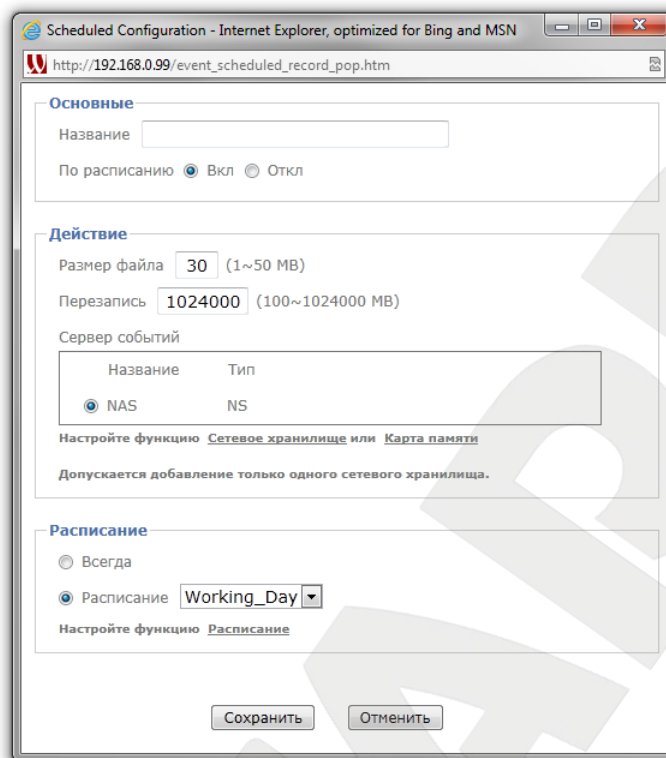 Scheduled Configuration - Internet Explorer, optimized for Bing and MSN
http://192.168.0.99/event_scheduled_record_pop.htm
Основные
Название
По расписанию Вкл Откл
Действие
Размер файла 30 (1~50 MB)
Перезапись 1024000 (100~1024000 MB)
Сервер событий
Название Тип
NAS NS
Настройте функцию Сетевое хранилище или Карта памяти
Допускается добавление только одного сетевого хранилища.
Расписание
Всегда
Расписание Working_Day
Настройте функцию Расписание
Сохранить Отменить